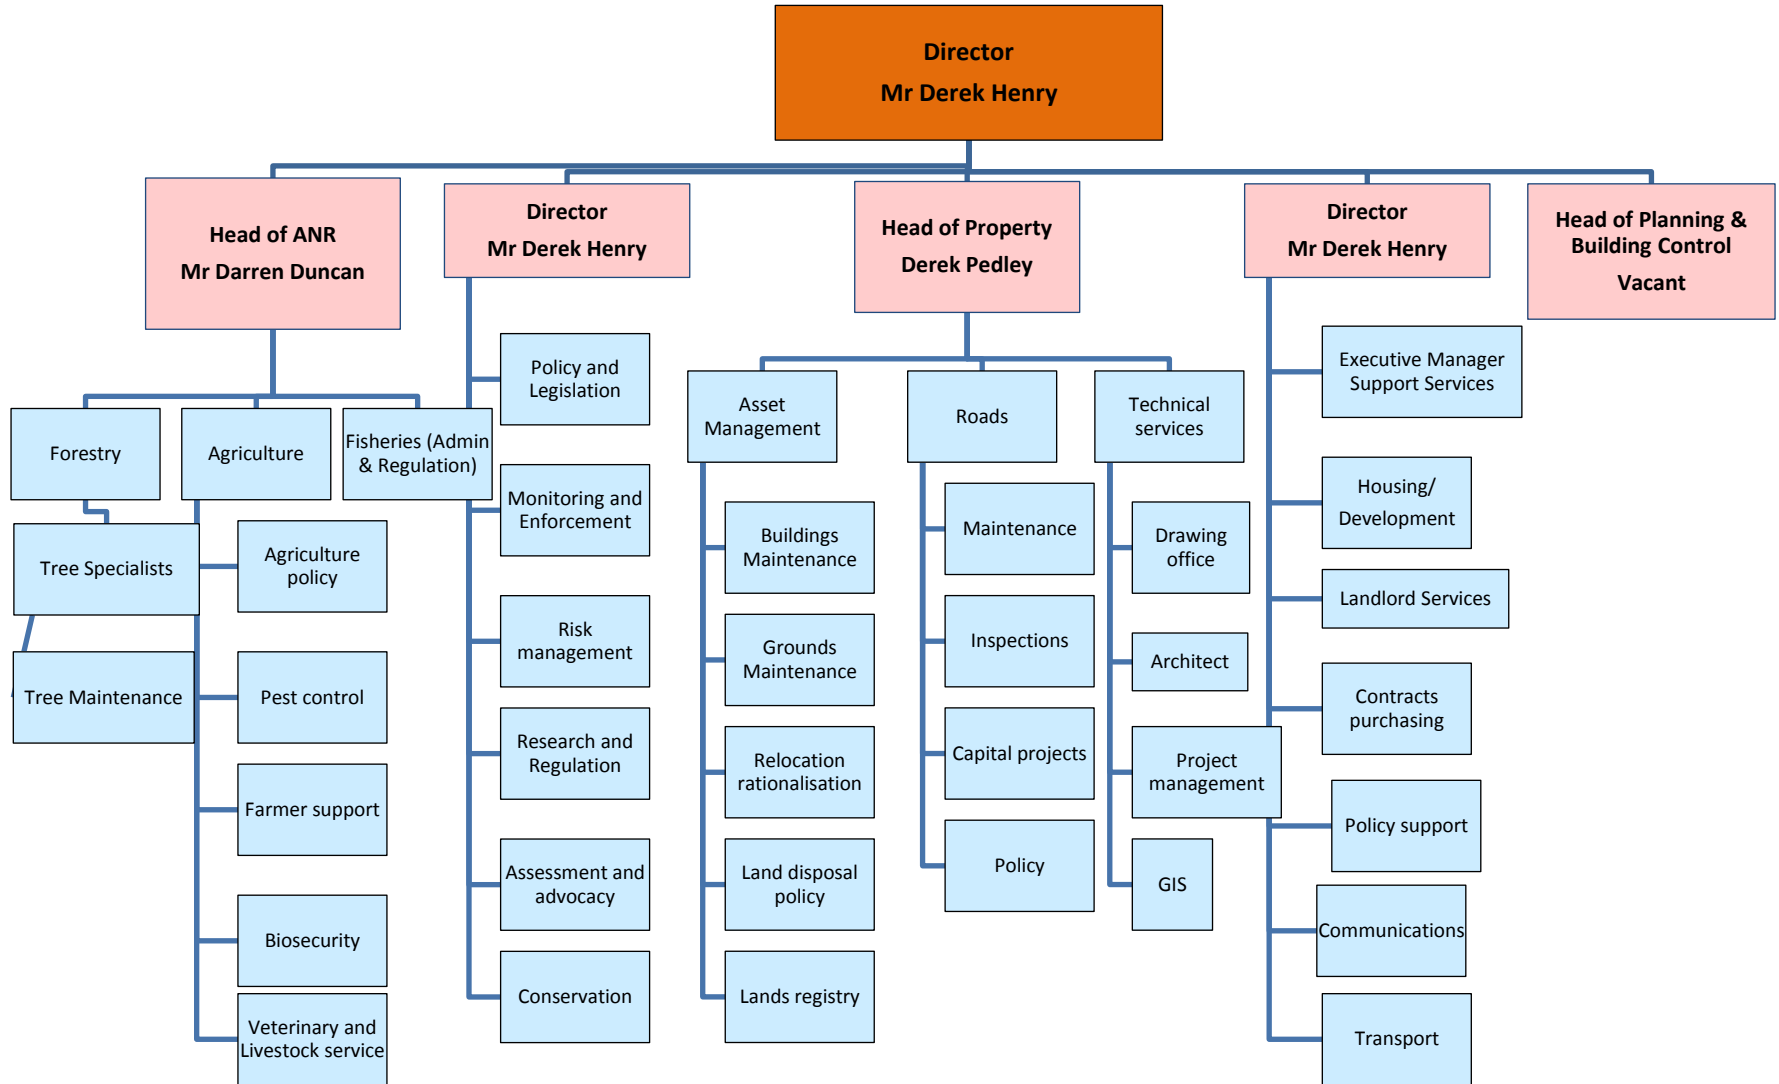 Director
Mr Derek Henry
Head of ANR
Mr Darren Duncan
Director
Mr Derek Henry
Head of Property
Derek Pedley
Director
Mr Derek Henry
Head of Planning &
Building Control
Vacant
Forestry
Tree Specialists
Tree Maintenance
Agriculture
Agriculture
policy
Pest control
Farmer support
Biosecurity
Veterinary and
Livestock service
Fisheries (Admin
& Regulation)
Policy and
Legislation
Monitoring and
Enforcement
Risk
management
Research and
Regulation
Assessment and
advocacy
Conservation
Asset
Management
Buildings
Maintenance
Grounds
Maintenance
Relocation
rationalisation
Land disposal
policy
Lands registry
Roads
Maintenance
Inspections
Capital projects
Policy
Technical
services
Drawing
office
Architect
Project
management
GIS
Executive Manager
Support Services
Housing/
Development
Landlord Services
Contracts
purchasing
Policy support
Communications
Transport